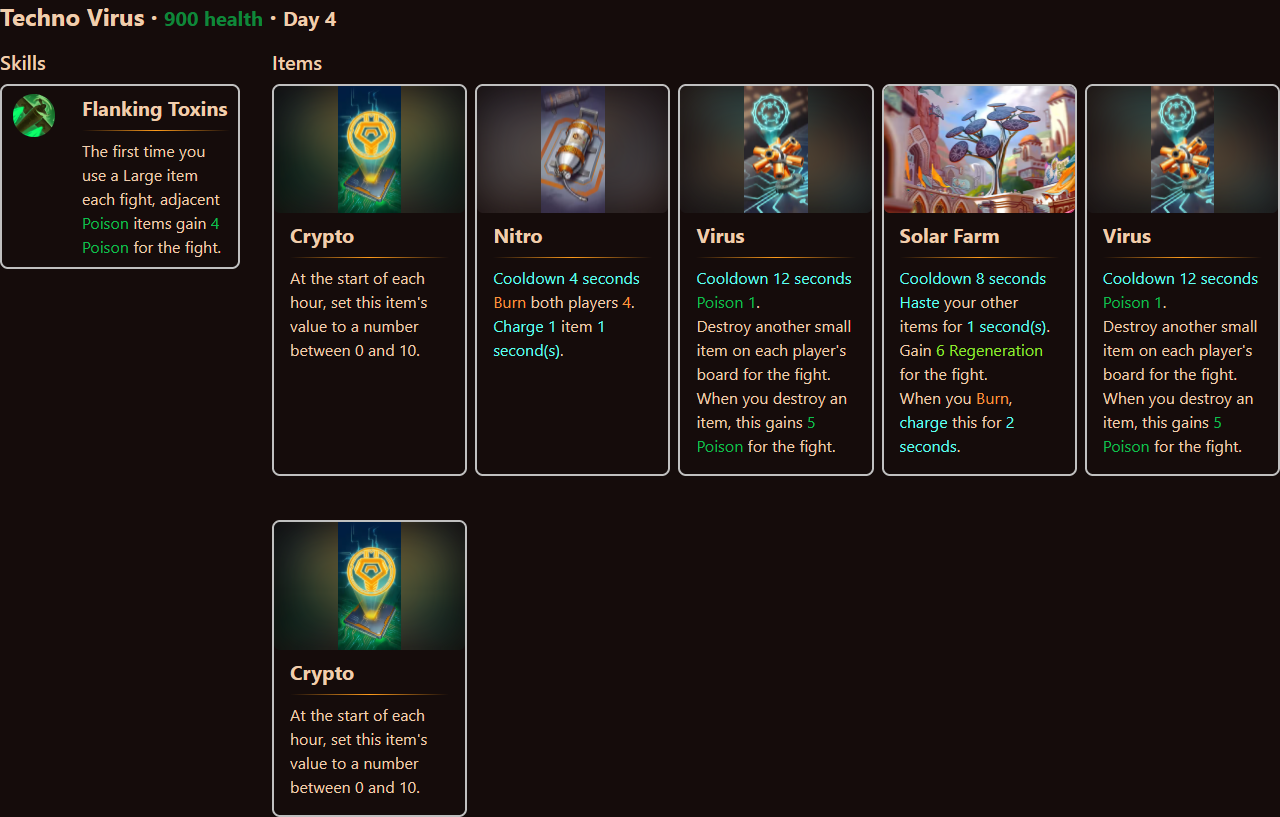 Techno Virus · 900 health · Day 4
Skills
Flanking Toxins
The first time you
use a Large item
each fight, adjacent
Poison items gain 4
Poison for the fight.
Items
Crypto
At the start of each
hour, set this item's
value to a number
between 0 and 10.
Nitro
Cooldown 4 seconds
Burn both players 4.
Charge 1 item 1
second(s).
Virus
Cooldown 12 seconds
Poison 1.
Destroy another small
item on each player's
board for the fight.
When you destroy an
item, this gains 5
Poison for the fight.
Solar Farm
Cooldown 8 seconds
Haste your other
items for 1 second(s).
Gain 6 Regeneration
for the fight.
When you Burn,
charge this for 2
seconds.
Virus
Cooldown 12 seconds
Poison 1.
Destroy another small
item on each player's
board for the fight.
When you destroy an
item, this gains 5
Poison for the fight.
Crypto
At the start of each
hour, set this item's
value to a number
between 0 and 10.